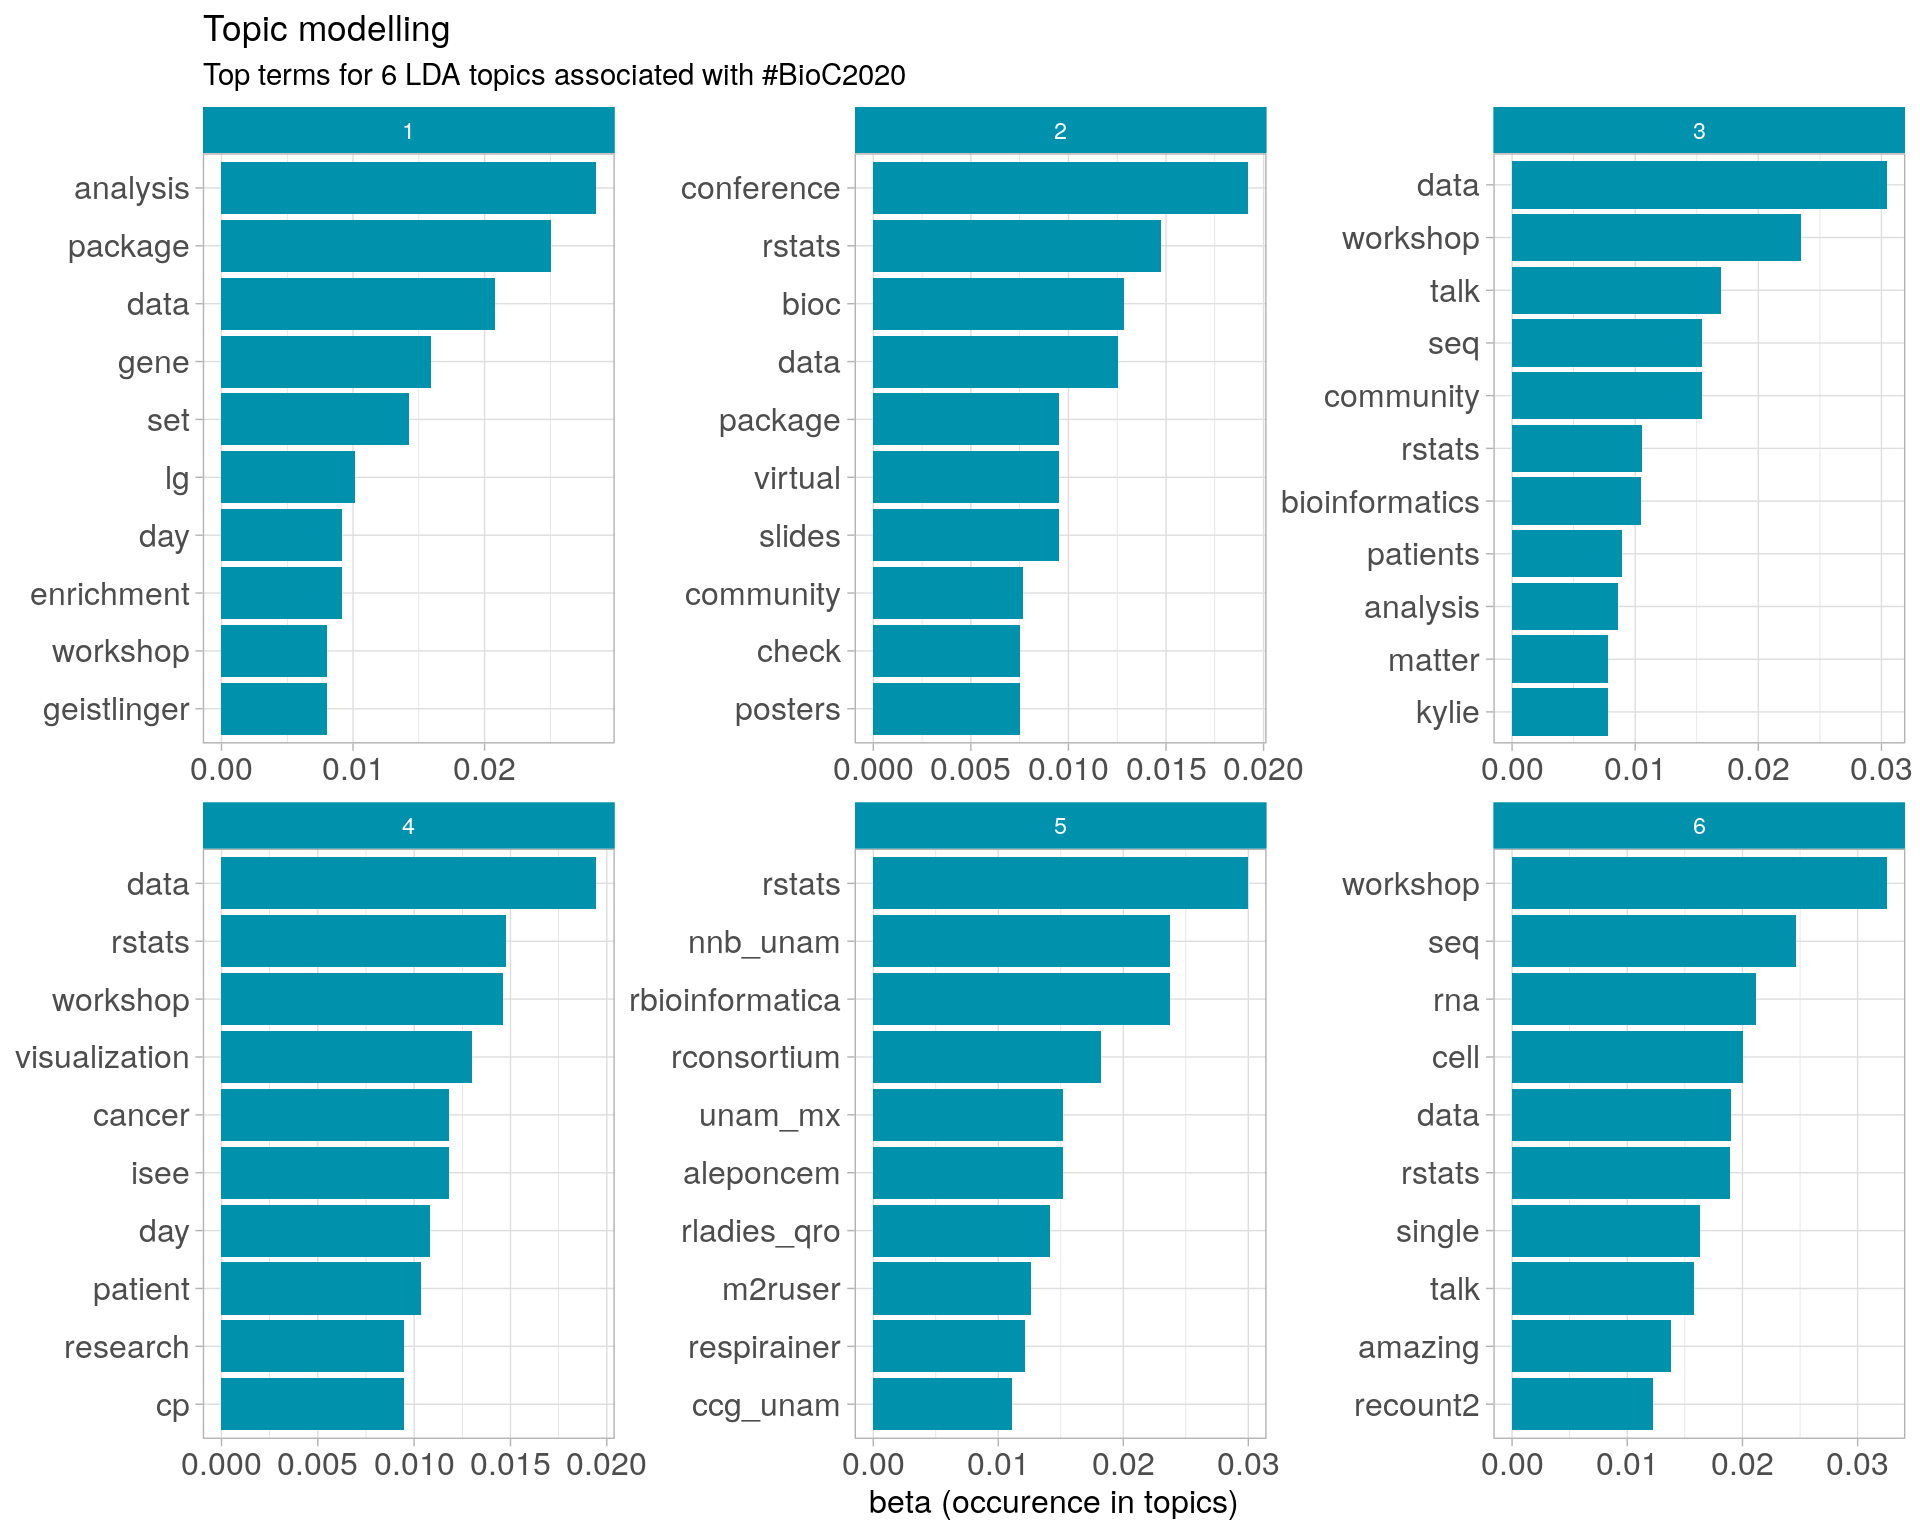 Topic modelling
Top terms for 6 LDA topics associated with #BioC2020
1
analysis
package
data
gene
set
lg
day
enrichment
workshop
geistlinger
0.00 0.01 0.02
2
conference
rstats
bioc
data
package
virtual
slides
community
check
posters
0.000 0.005 0.010 0.015 0.020
3
data
workshop
talk
seq
community
rstats
bioinformatics
patients
analysis
matter
kylie
0.00 0.01 0.02 0.03
4
data
rstats
workshop
visualization
cancer
isee
day
patient
research
cp
0.000 0.005 0.010 0.015 0.020
5
rstats
nnb_unam
rbioinformatica
rconsortium
unam_mx
aleponcem
rladies_qro
m2ruser
respirainer
ccg_unam
0.00 0.01 0.02 0.03
6
workshop
seq
rna
cell
data
rstats
single
talk
amazing
recount2
0.00 0.01 0.02 0.03
beta (occurence in topics)